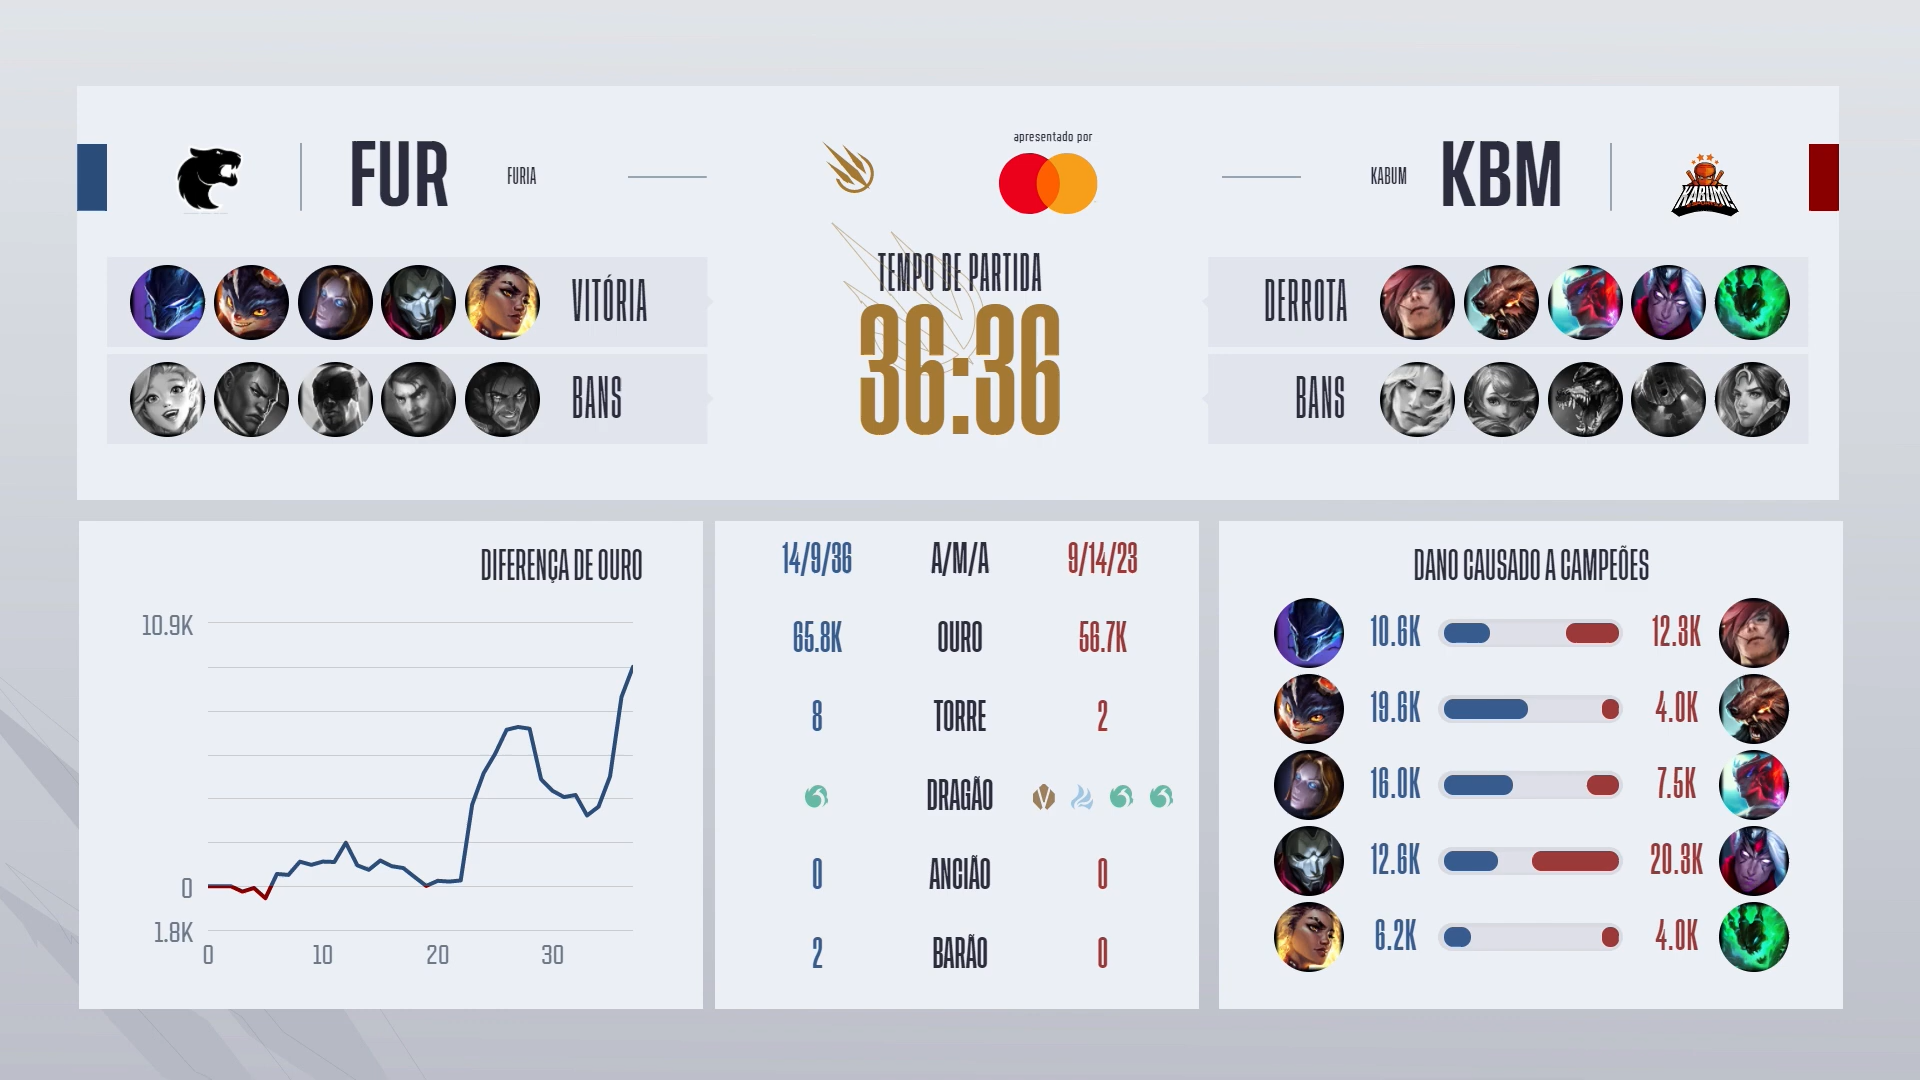 apresentado por
FUR
FURIA
KABUM
KBM
KABUM!
TEMPO DE PARTIDA
36:36
VITÓRIA
DERROTA
BANS
BANS
DIFERENÇA DE OURO
10.9K
0
1.8K
0
10
20
30
14/9/36
A/M/A
9/14/23
65.8K
OURO
56.7K
8
TORRE
2
DRAGÃO
0
ANCIÃO
0
2
BARÃO
0
DANO CAUSADO A CAMPEÕES
10.6K
12.3K
19.6K
4.0K
16.0K
7.5K
12.6K
20.3K
6.2K
4.0K